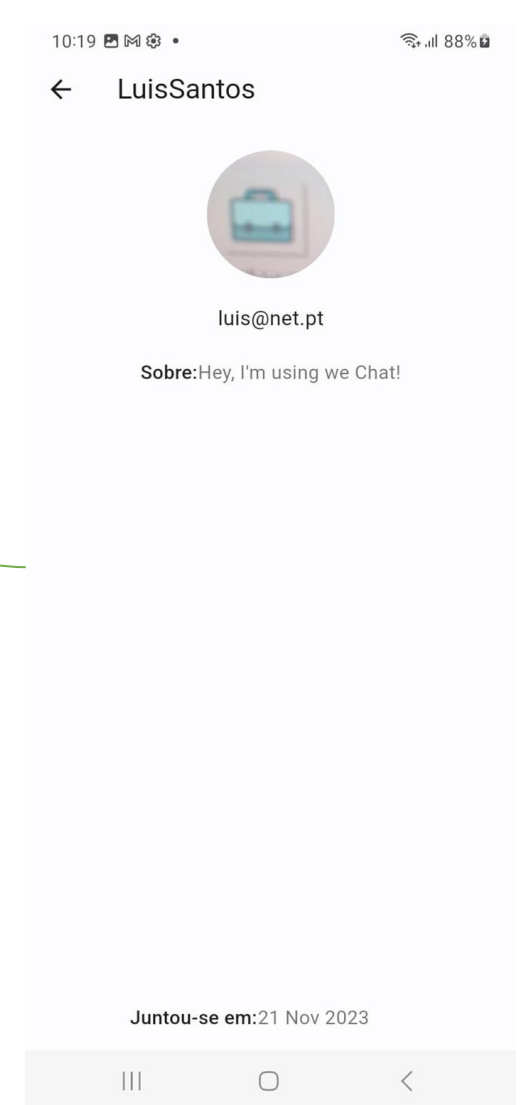 10:19 88%
LuisSantos
luis@net.pt
Sobre:Hey, I'm using we Chat!
Juntou-se em:21 Nov 2023